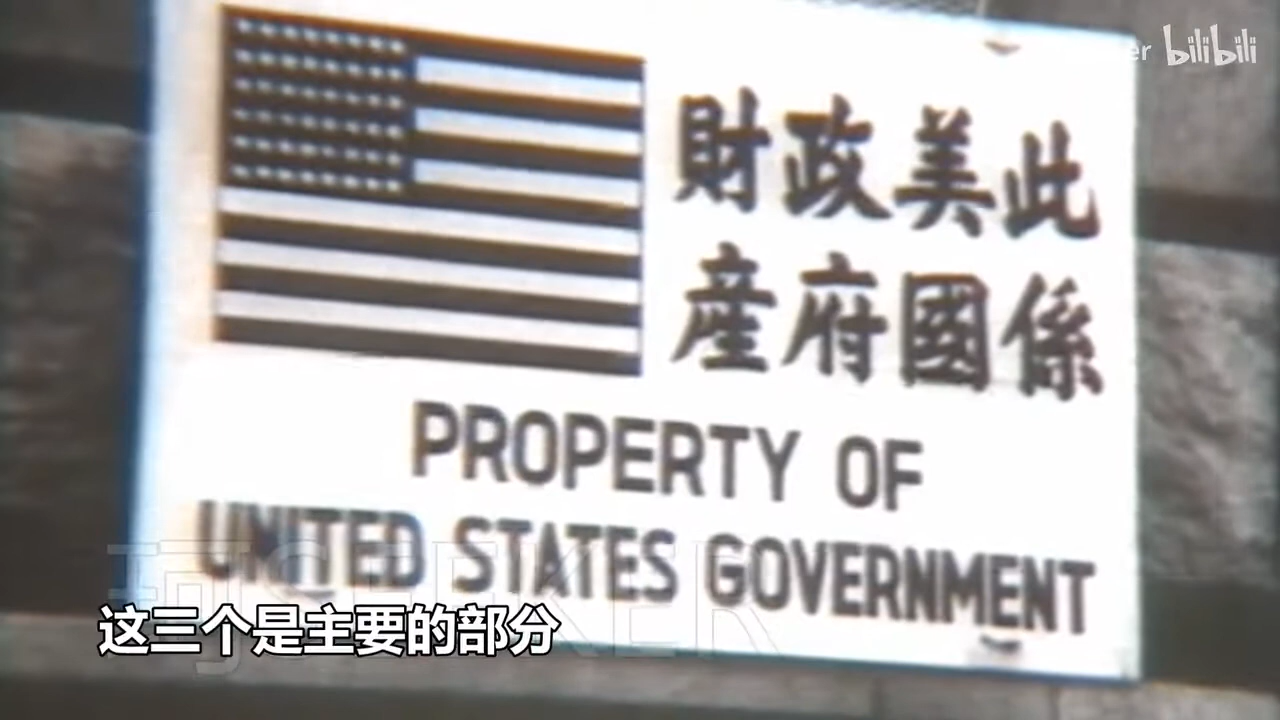 此係
美國
政府
財産
PROPERTY OF
UNITED STATES GOVERNMENT
bilibili
这三个是主要的部分